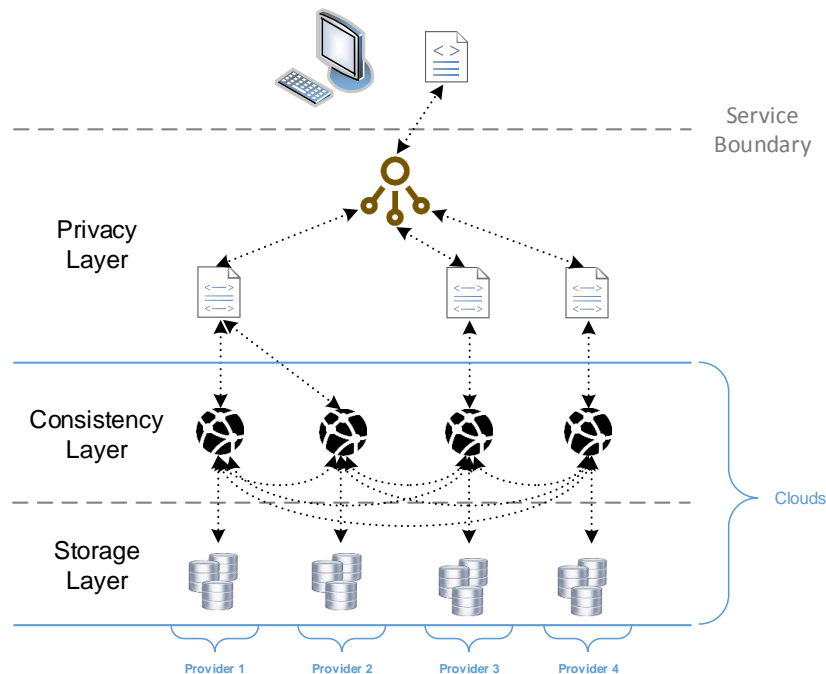 Service
Boundary
Privacy
Layer
Consistency
Layer
Clouds
Storage
Layer
Provider 1
Provider 2
Provider 3
Provider 4